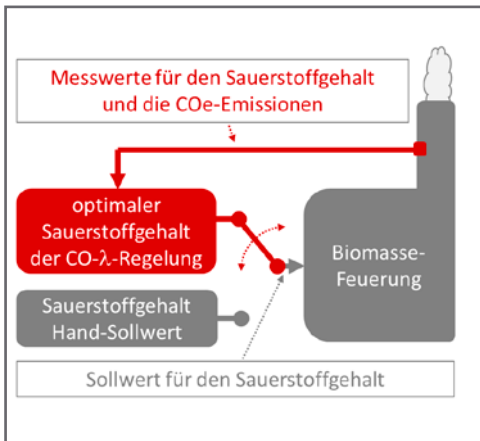 Messwerte für den Sauerstoffgehalt
und die COe-Emissionen
optimaler
Sauerstoffgehalt
der CO-λ-Regelung
Biomasse-
Feuerung
Sauerstoffgehalt
Hand-Sollwert
Sollwert für den Sauerstoffgehalt